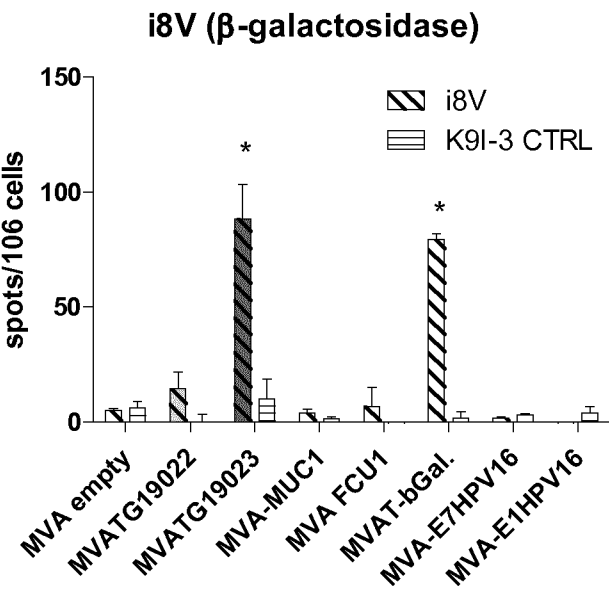 i8V (β-galactosidase)
150
i8V
K9I-3 CTRL
*
100
*
50
0
spots/106 cells
MVA empty
MVATG19022
MVATG19023
MVA-MUC1
MVA FCU1
MVAT-bGal.
MVA-E7HPV16
MVA-E1HPV16